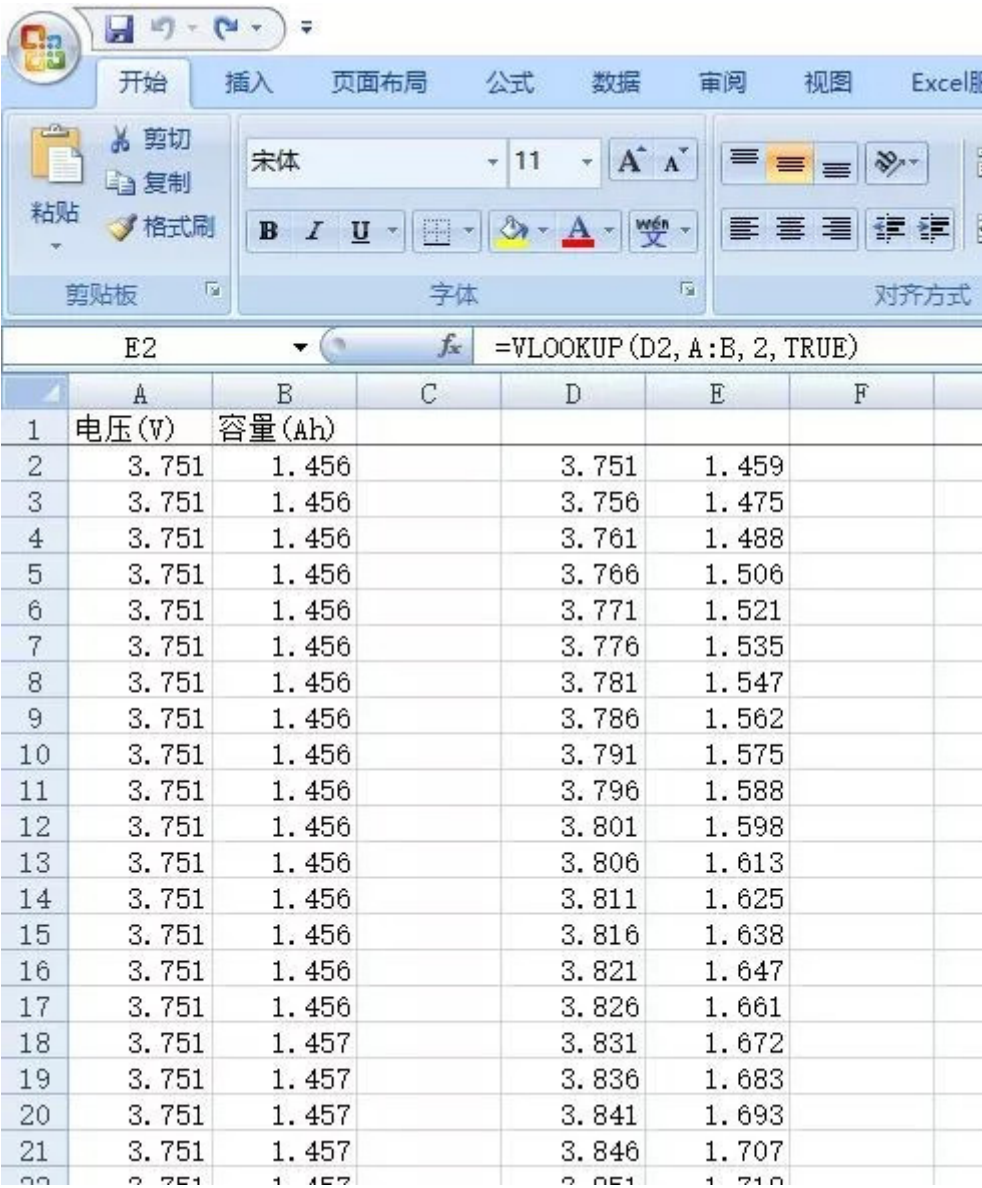 开始 插入 页面布局 公式 数据 审阅 视图 Excel服
剪切
复制
格式刷
粘贴
宋体 11 A A
B I U A wén 文
剪贴板 字体 对齐方式
E2 fx =VLOOKUP(D2,A:B,2,TRUE)
A B C D E F
1 电压(V) 容量(Ah)
2 3.751 1.456 3.751 1.459
3 3.751 1.456 3.756 1.475
4 3.751 1.456 3.761 1.488
5 3.751 1.456 3.766 1.506
6 3.751 1.456 3.771 1.521
7 3.751 1.456 3.776 1.535
8 3.751 1.456 3.781 1.547
9 3.751 1.456 3.786 1.562
10 3.751 1.456 3.791 1.575
11 3.751 1.456 3.796 1.588
12 3.751 1.456 3.801 1.598
13 3.751 1.456 3.806 1.613
14 3.751 1.456 3.811 1.625
15 3.751 1.456 3.816 1.638
16 3.751 1.456 3.821 1.647
17 3.751 1.456 3.826 1.661
18 3.751 1.457 3.831 1.672
19 3.751 1.457 3.836 1.683
20 3.751 1.457 3.841 1.693
21 3.751 1.457 3.846 1.707